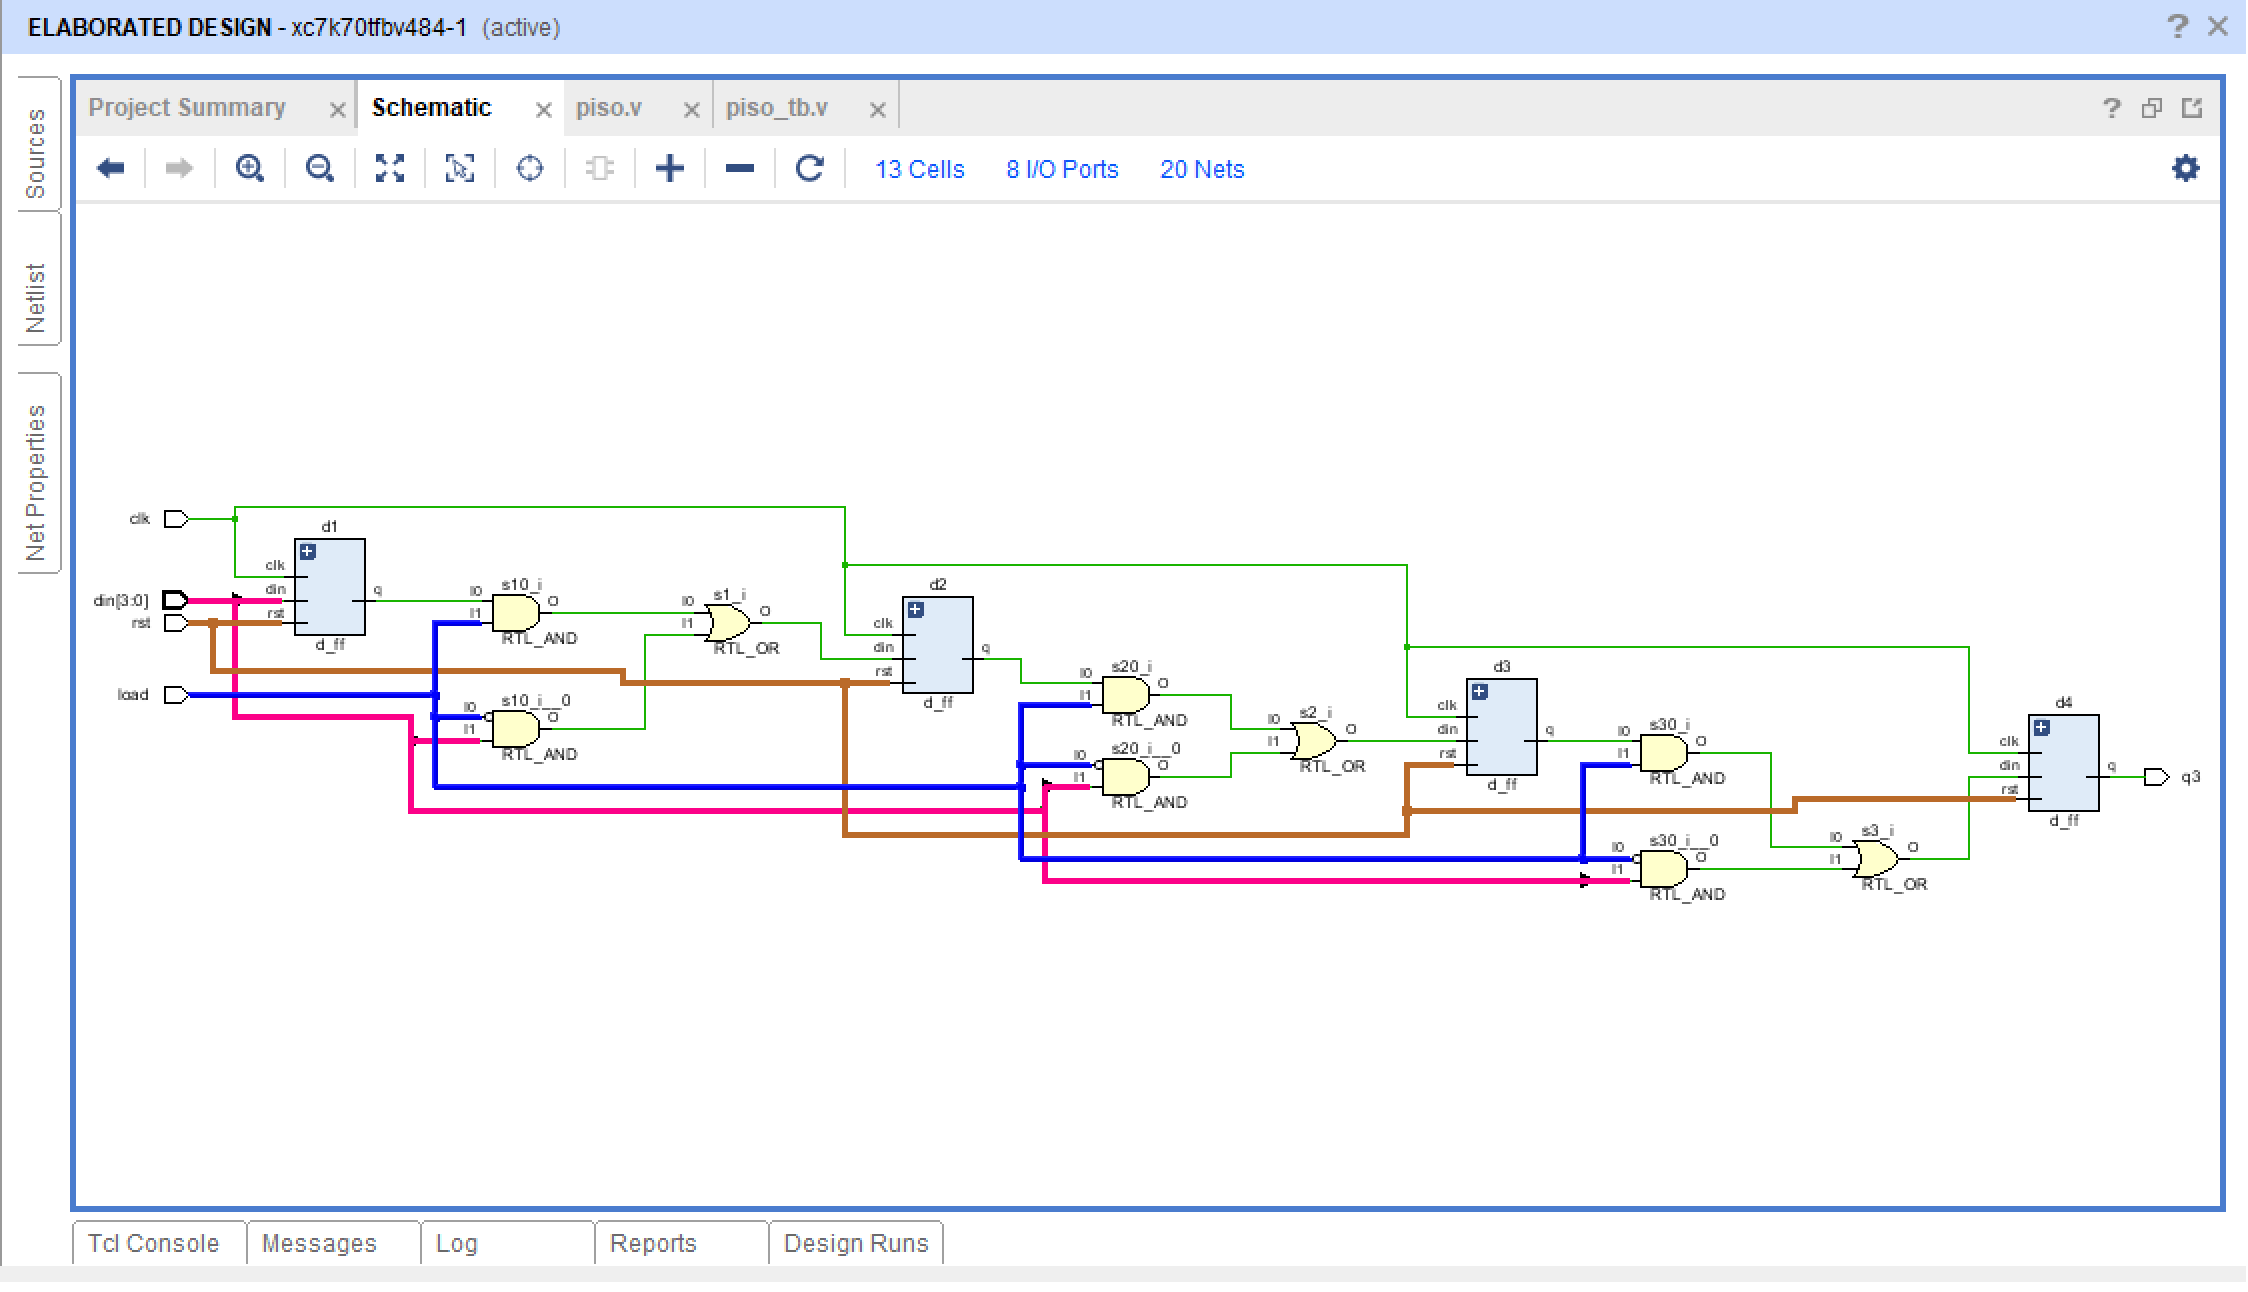 ELABORATED DESIGN - xc7k70tfbv484-1 (active)
Sources
Netlist
Net Properties
Project Summary
Schematic
piso.v
piso_tb.v
13 Cells
8 I/O Ports
20 Nets
clk
din[3:0]
rst
load
d1
clk
din
rst
q
d_ff
s10_i
I0
I1
O
RTL_AND
s10_i__0
I0
I1
O
RTL_AND
s1_i
I0
I1
O
RTL_OR
d2
clk
din
rst
q
d_ff
s20_i
I0
I1
O
RTL_AND
s20_i__0
I0
I1
O
RTL_AND
s2_i
I0
I1
O
RTL_OR
d3
clk
din
rst
q
d_ff
s30_i
I0
I1
O
RTL_AND
s30_i__0
I0
I1
O
RTL_AND
s3_i
I0
I1
O
RTL_OR
d4
clk
din
rst
q
d_ff
q3
Tcl Console
Messages
Log
Reports
Design Runs